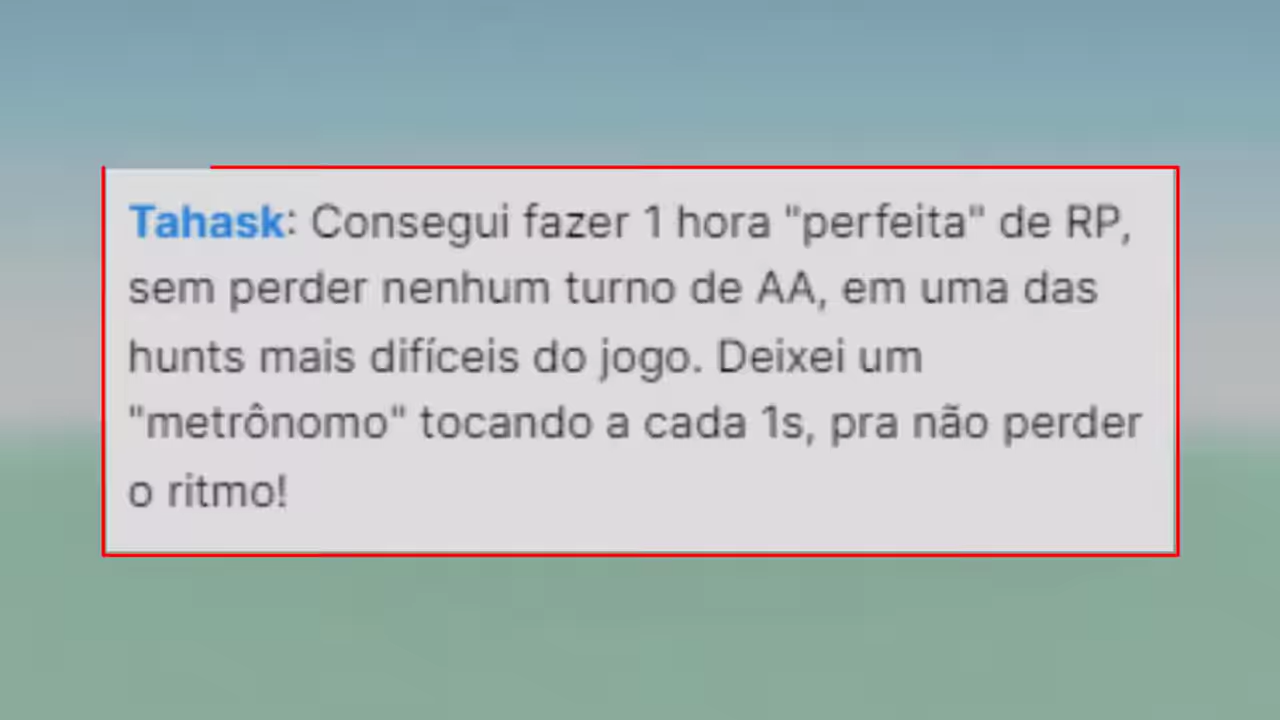 Tahask: Consegui fazer 1 hora "perfeita" de RP,
sem perder nenhum turno de AA, em uma das
hunts mais difíceis do jogo. Deixei um
"metrônomo" tocando a cada 1s, pra não perder
o ritmo!